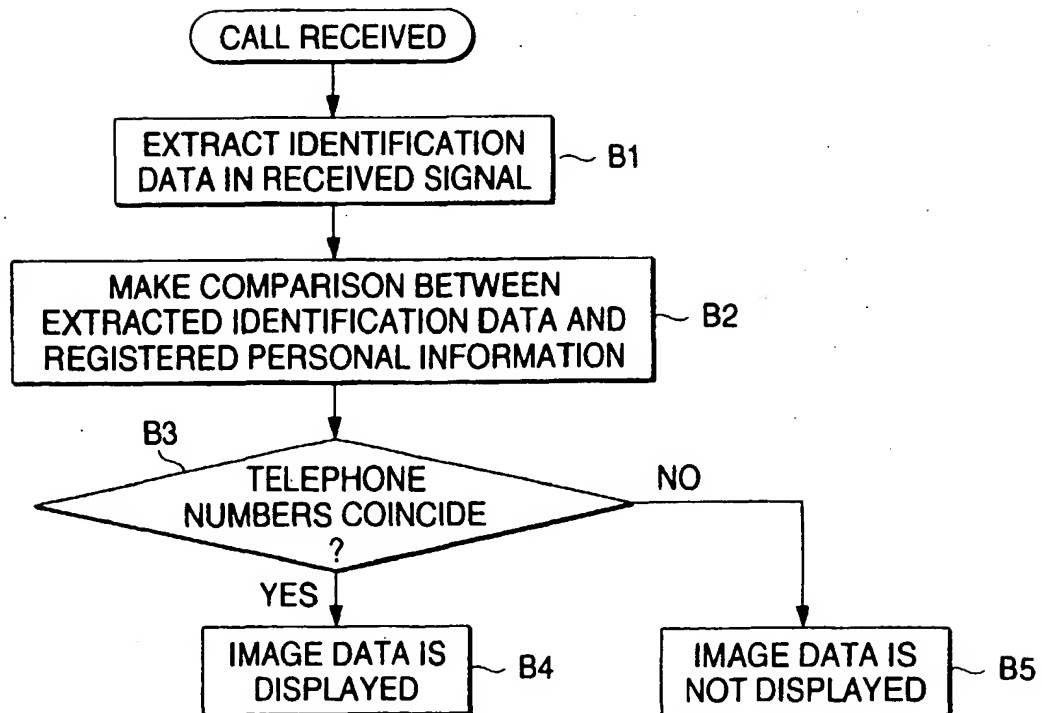 CALL RECEIVED
EXTRACT IDENTIFICATION
DATA IN RECEIVED SIGNAL
B1
MAKE COMPARISON BETWEEN
EXTRACTED IDENTIFICATION DATA AND
REGISTERED PERSONAL INFORMATION
B2
B3
TELEPHONE
NUMBERS COINCIDE
?
NO
YES
IMAGE DATA IS
DISPLAYED
B4
IMAGE DATA IS
NOT DISPLAYED
B5